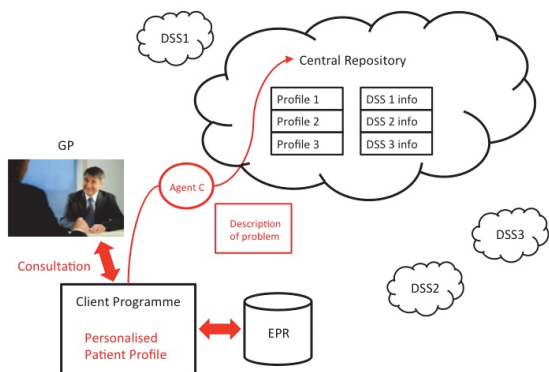 DSS1
Central Repository
Profile 1
DSS 1 info
Profile 2
DSS 2 info
Profile 3
DSS 3 info
GP
Agent C
Description
of problem
DSS3
Consultation
DSS2
Client Programme
Personalised
Patient Profile
EPR